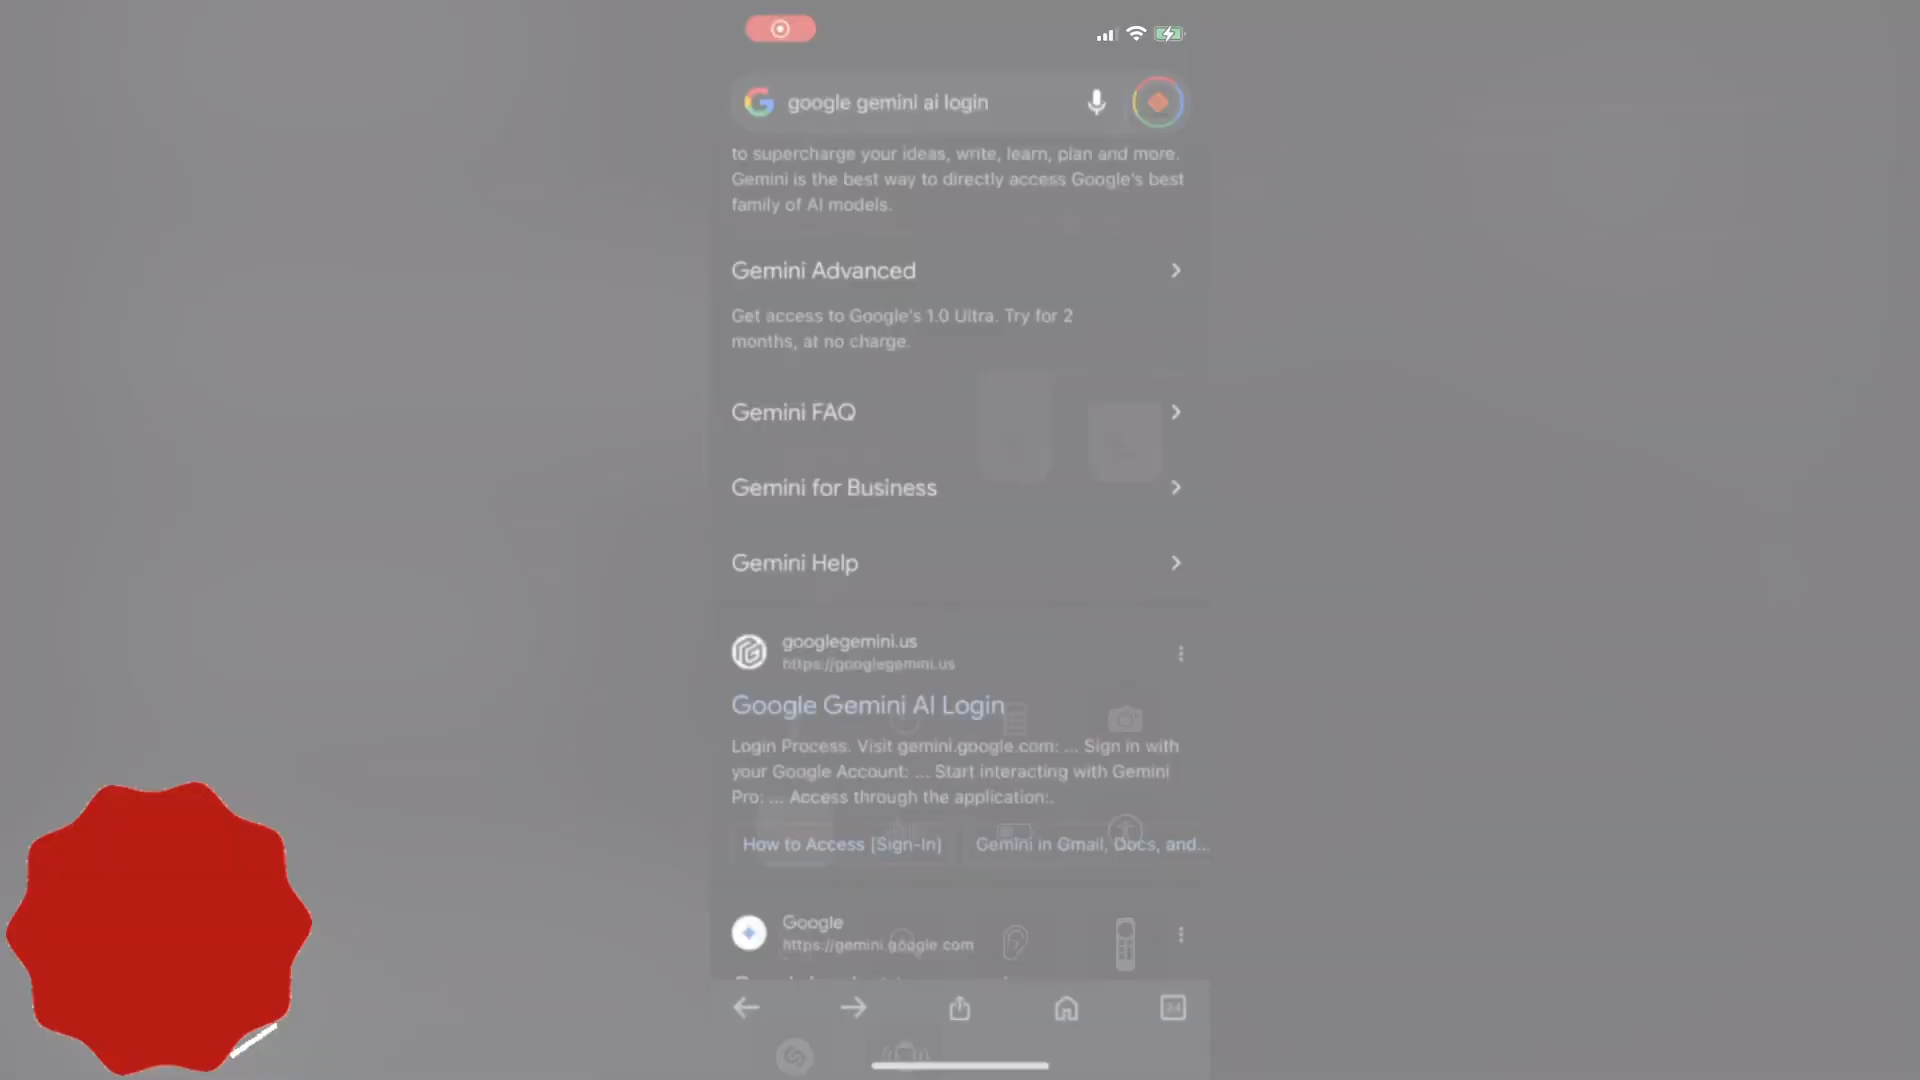 google gemini ai login
to supercharge your ideas, write, learn, plan and more.
Gemini is the best way to directly access Google's best
family of AI models.
Gemini Advanced
Get access to Google's 1.0 Ultra. Try for 2
months, at no charge.
Gemini FAQ
Gemini for Business
Gemini Help
googlegemini.us
https://googlegemini.us
Google Gemini AI Login
Login Process. Visit gemini.google.com: ... Sign in with
your Google Account: ... Start interacting with Gemini
Pro: ... Access through the application:.
How to Access [Sign-In]
Gemini in Gmail, Docs, and...
Google
https://gemini.google.com